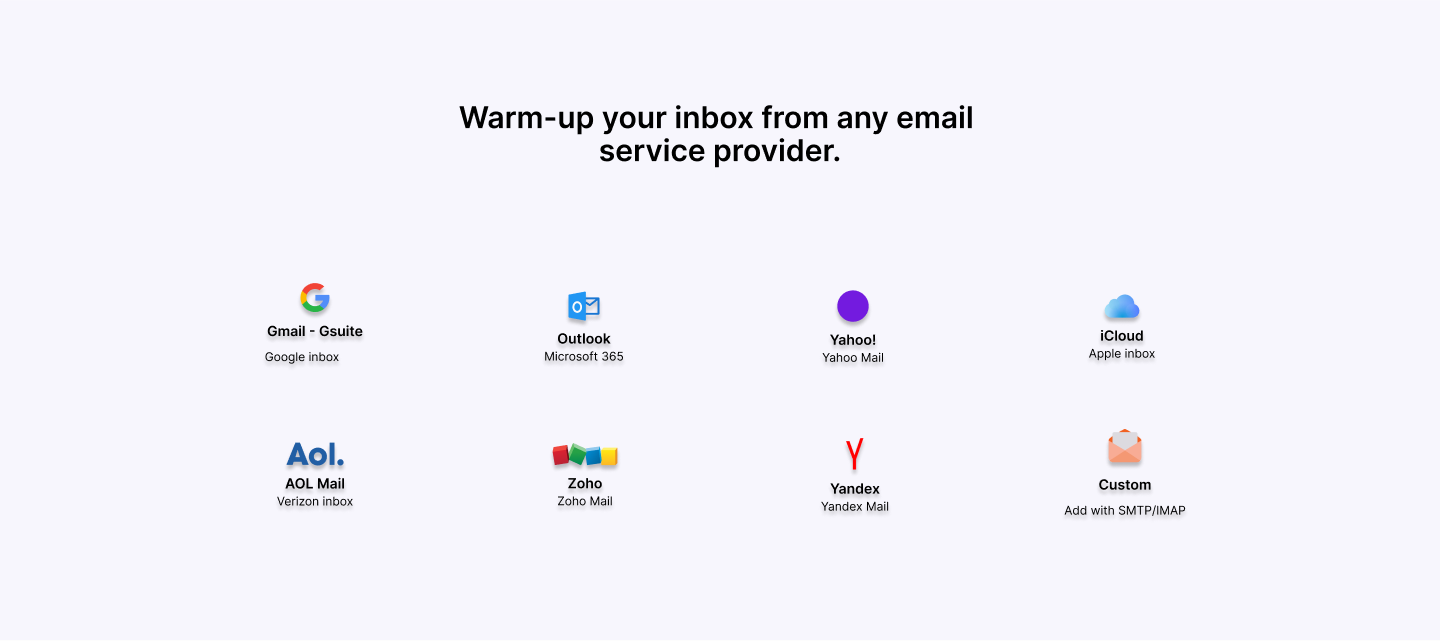 Warm-up your inbox from any email
service provider.
Gmail - Gsuite
Google inbox
Outlook
Microsoft 365
Yahoo!
Yahoo Mail
iCloud
Apple inbox
Aol.
AOL Mail
Verizon inbox
Zoho
Zoho Mail
Yandex
Yandex Mail
Custom
Add with SMTP/IMAP